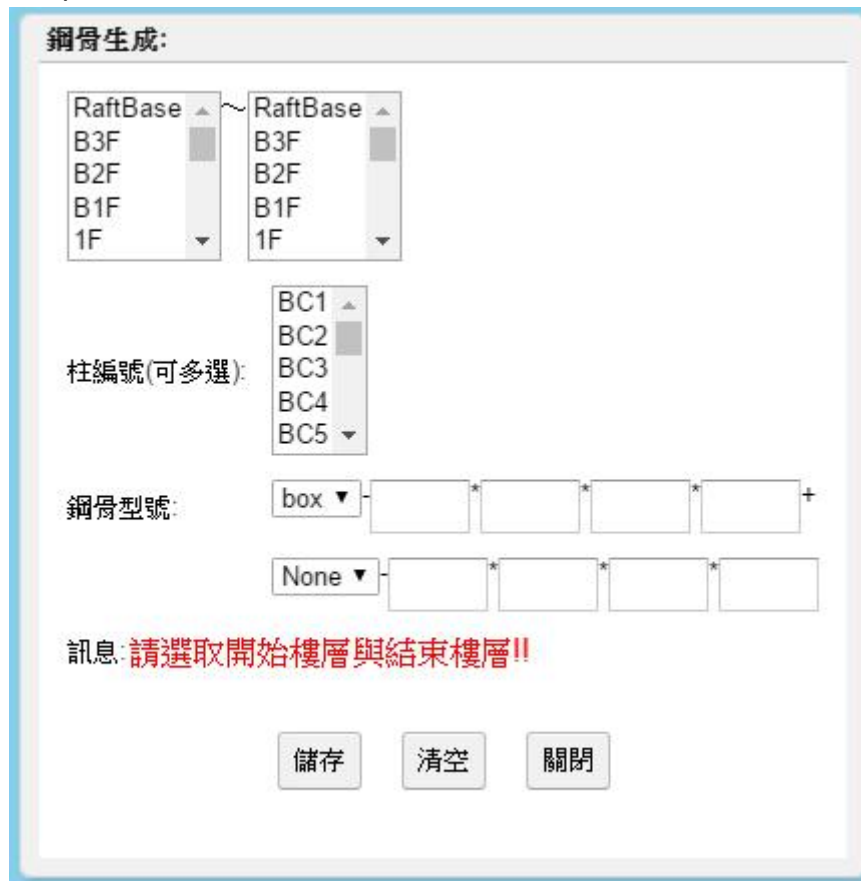 鋼骨生成:
RaftBase ～ RaftBase
B3F B3F
B2F B2F
B1F B1F
1F 1F
BC1
BC2
柱編號(可多選): BC3
BC4
BC5
鋼骨型號: box ▼ - * * * +
None ▼ - * * *
訊息:請選取開始樓層與結束樓層!!
儲存 清空 關閉